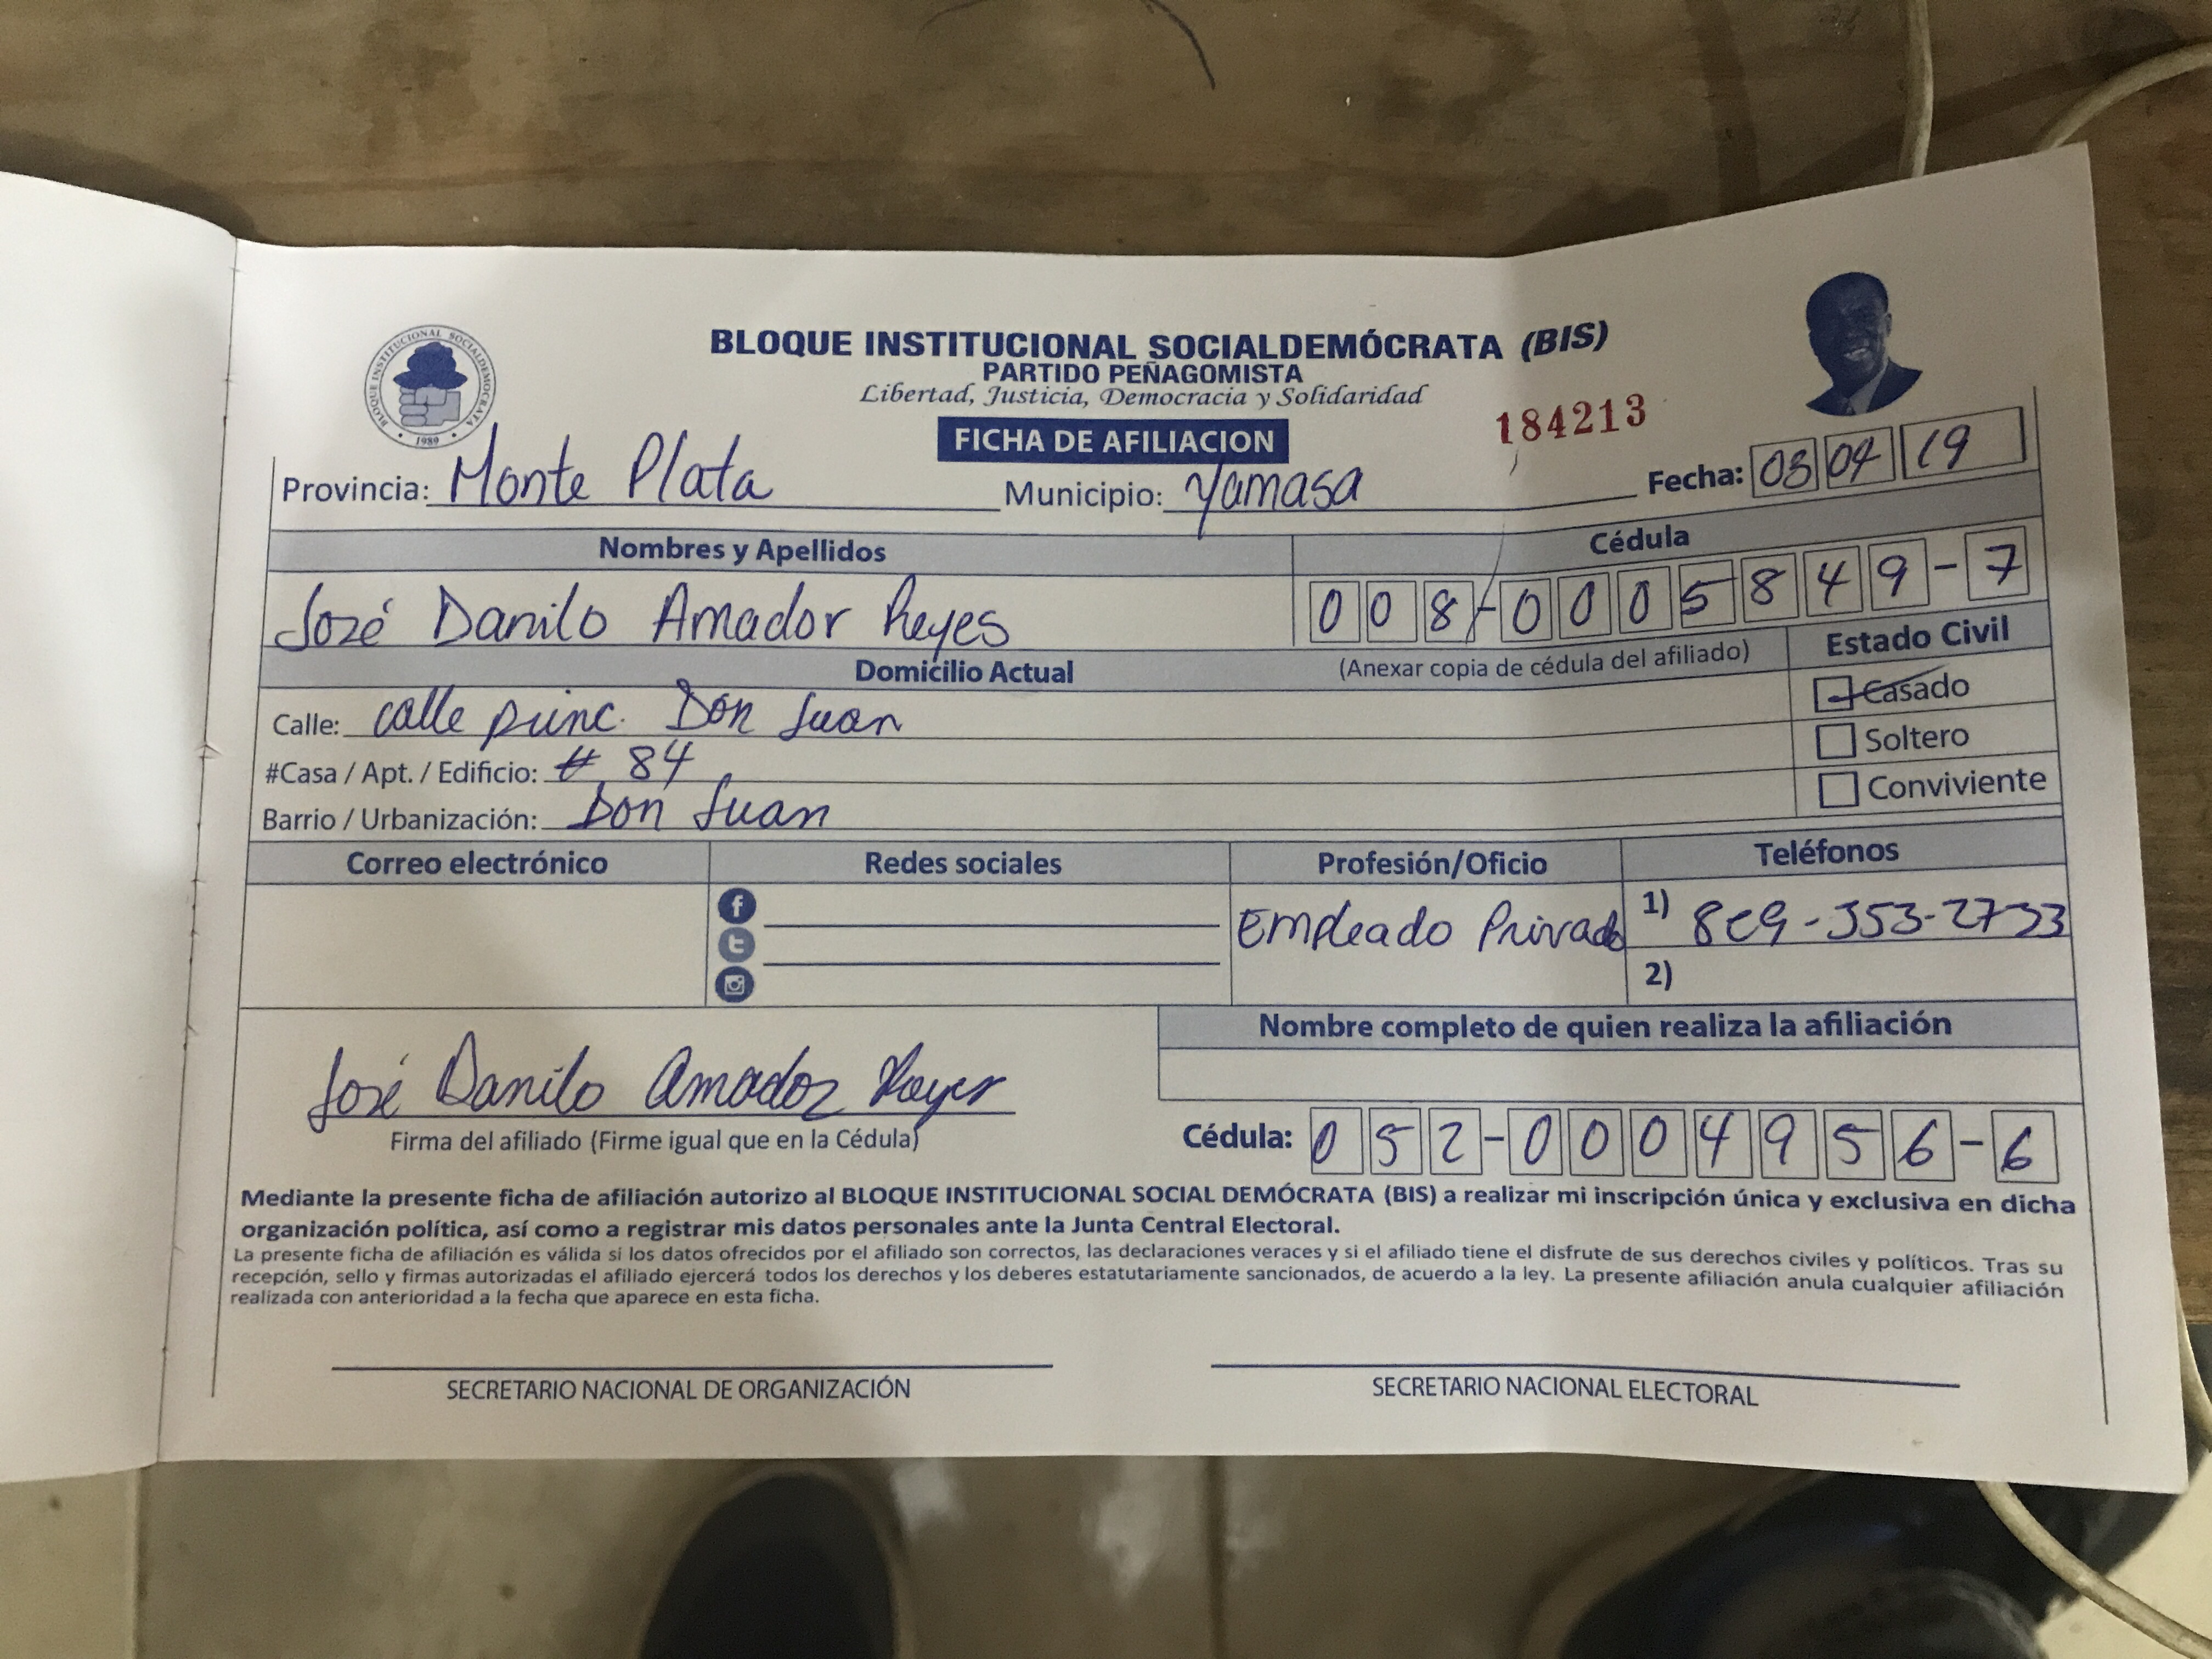 BLOQUE INSTITUCIONAL SOCIALDEMÓCRATA
• 1989 •
BLOQUE INSTITUCIONAL SOCIALDEMÓCRATA (BIS)
PARTIDO PEÑAGOMISTA
Libertad, Justicia, Democracia y Solidaridad
184213
FICHA DE AFILIACION
Provincia: Monte Plata Municipio: Yamasa Fecha: 03 04 19
Nombres y Apellidos Cédula
José Danilo Amador Reyes 008-0005849-7
Domicilio Actual (Anexar copia de cédula del afiliado) Estado Civil
Calle: calle princ. Don Juan Casado
#Casa / Apt. / Edificio: # 84 Soltero
Barrio / Urbanización: Don Juan Conviviente
Correo electrónico Redes sociales Profesión/Oficio Teléfonos
Empleado Privado 1) 809-353-2733
2)
Nombre completo de quien realiza la afiliación
José Danilo Amador Reyes
Firma del afiliado (Firme igual que en la Cédula) Cédula: 052-0004956-6
Mediante la presente ficha de afiliación autorizo al BLOQUE INSTITUCIONAL SOCIAL DEMÓCRATA (BIS) a realizar mi inscripción única y exclusiva en dicha
organización política, así como a registrar mis datos personales ante la Junta Central Electoral.
La presente ficha de afiliación es válida si los datos ofrecidos por el afiliado son correctos, las declaraciones veraces y si el afiliado tiene el disfrute de sus derechos civiles y políticos. Tras su
recepción, sello y firmas autorizadas el afiliado ejercerá todos los derechos y los deberes estatutariamente sancionados, de acuerdo a la ley. La presente afiliación anula cualquier afiliación
realizada con anterioridad a la fecha que aparece en esta ficha.
SECRETARIO NACIONAL DE ORGANIZACIÓN SECRETARIO NACIONAL ELECTORAL